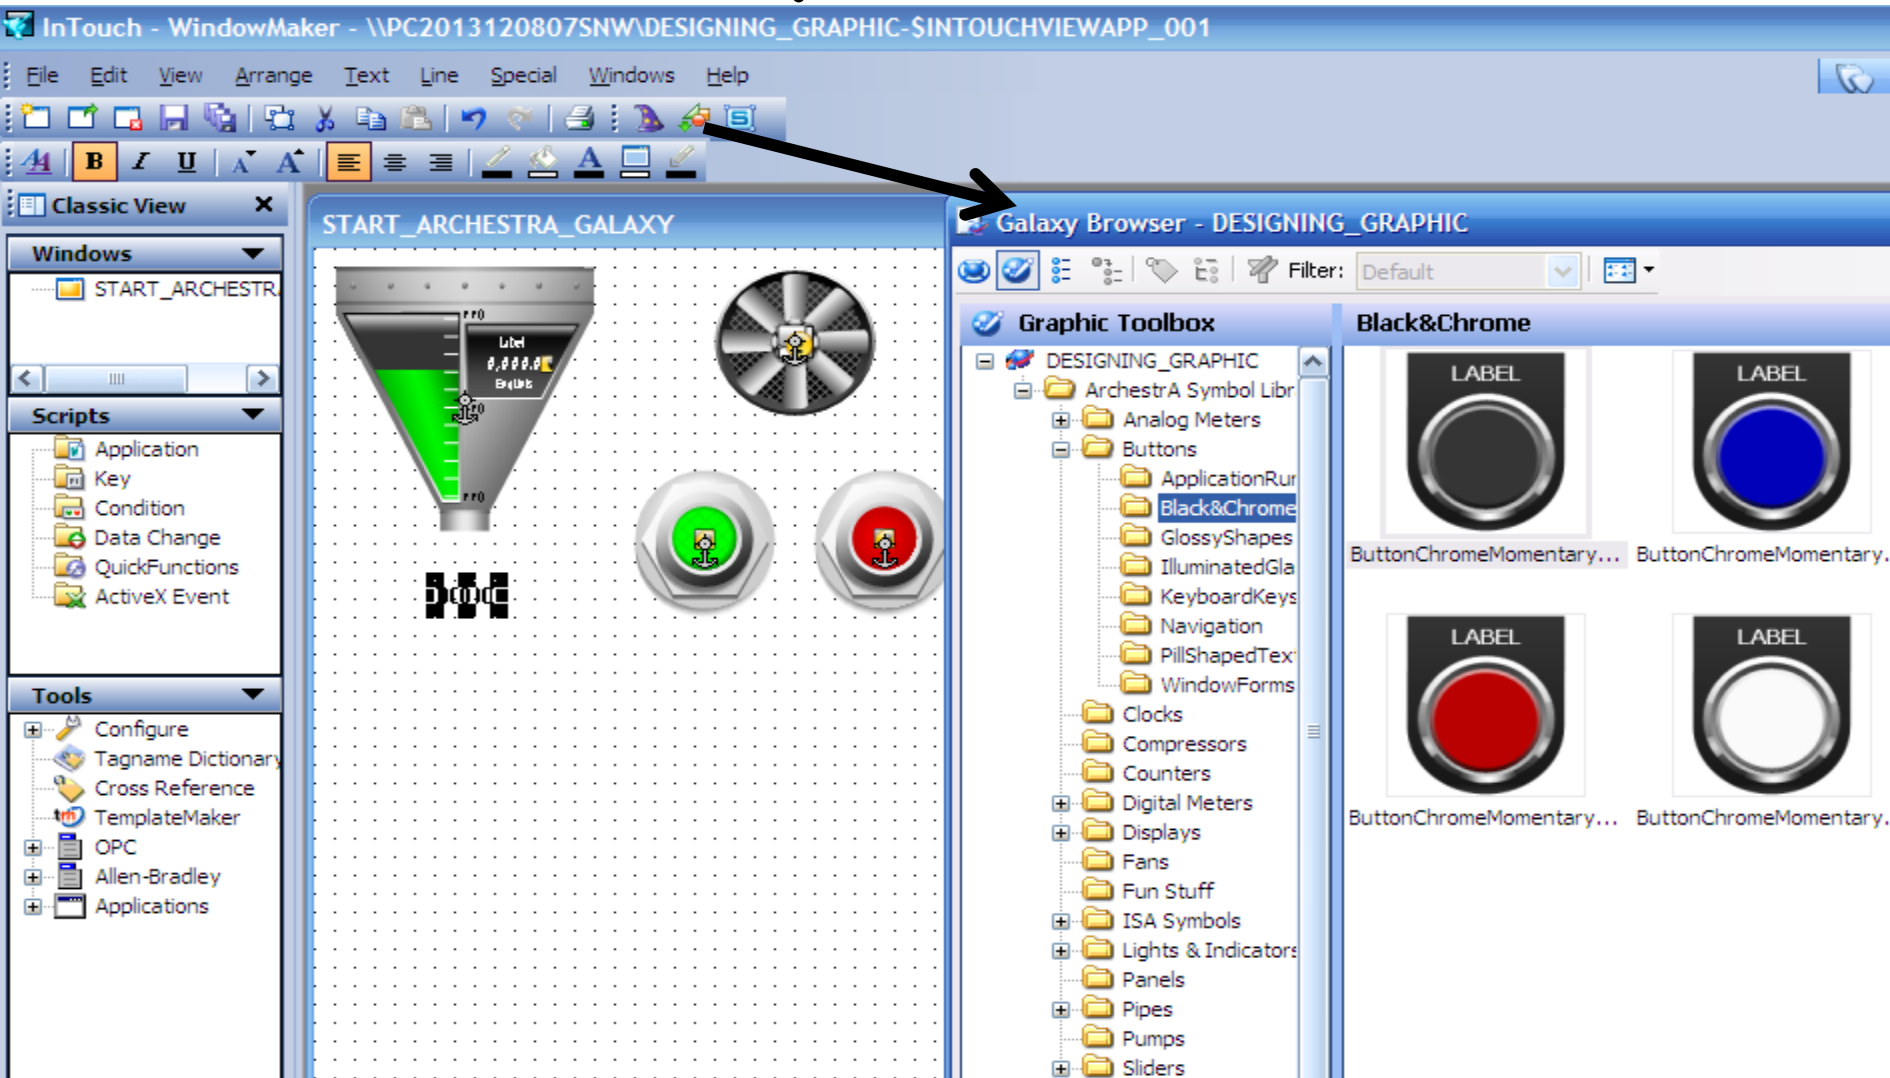 InTouch - WindowMaker - \\PC2013120807SNW\DESIGNING_GRAPHIC-$INTOUCHVIEWAPP_001
File Edit View Arrange Text Line Special Windows Help
B I U A A A
Classic View
Windows
START_ARCHESTR
Scripts
Application
Key
Condition
Data Change
QuickFunctions
ActiveX Event
Tools
Configure
Tagname Dictionary
Cross Reference
TemplateMaker
OPC
Allen-Bradley
Applications
START_ARCHESTRA_GALAXY
Label
Galaxy Browser - DESIGNING_GRAPHIC
Filter: Default
Graphic Toolbox
DESIGNING_GRAPHIC
ArchestrA Symbol Libr
Analog Meters
Buttons
ApplicationRun
Black&Chrome
GlossyShapes
IlluminatedGla
KeyboardKeys
Navigation
PillShapedTex
WindowForms
Clocks
Compressors
Counters
Digital Meters
Displays
Fans
Fun Stuff
ISA Symbols
Lights & Indicators
Panels
Pipes
Pumps
Sliders
Black&Chrome
LABEL LABEL
ButtonChromeMomentary... ButtonChromeMomentary.
LABEL LABEL
ButtonChromeMomentary... ButtonChromeMomentary.